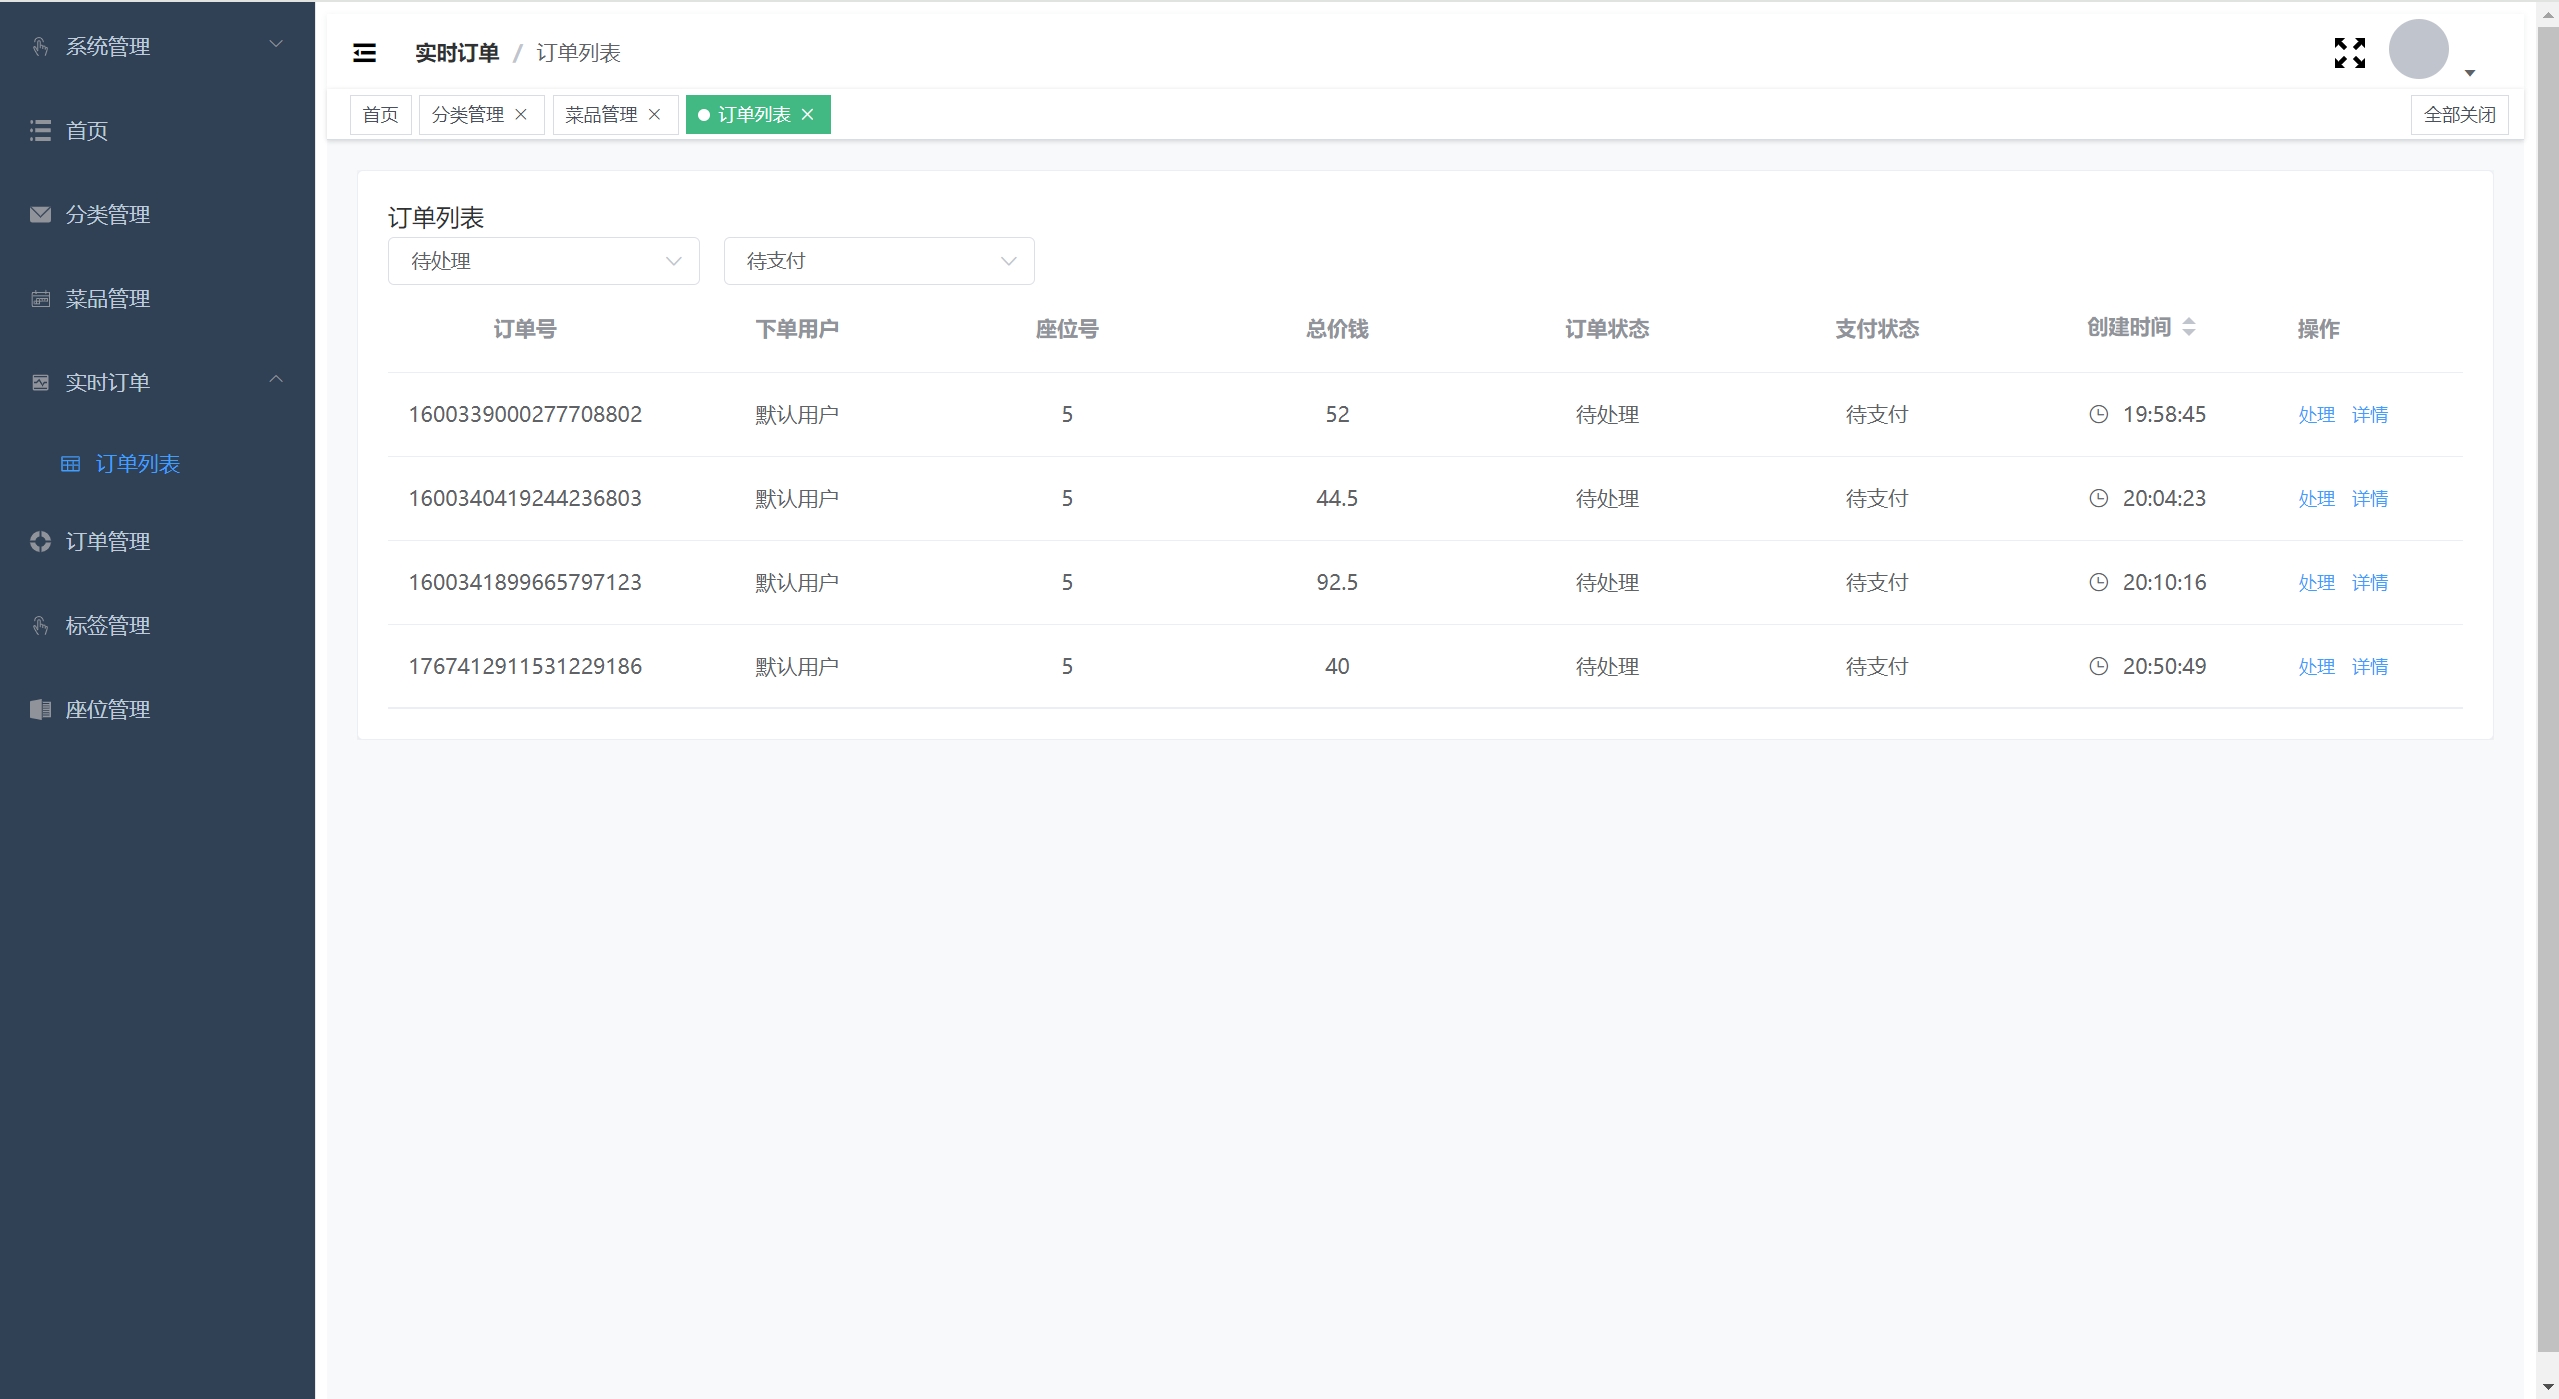 系统管理
首页
分类管理
菜品管理
实时订单
订单列表
订单管理
标签管理
座位管理
实时订单 / 订单列表
首页 分类管理 菜品管理 订单列表 全部关闭
订单列表
待处理 待支付
订单号 下单用户 座位号 总价钱 订单状态 支付状态 创建时间 操作
1600339000277708802 默认用户 5 52 待处理 待支付 19:58:45 处理 详情
1600340419244236803 默认用户 5 44.5 待处理 待支付 20:04:23 处理 详情
1600341899665797123 默认用户 5 92.5 待处理 待支付 20:10:16 处理 详情
1767412911531229186 默认用户 5 40 待处理 待支付 20:50:49 处理 详情